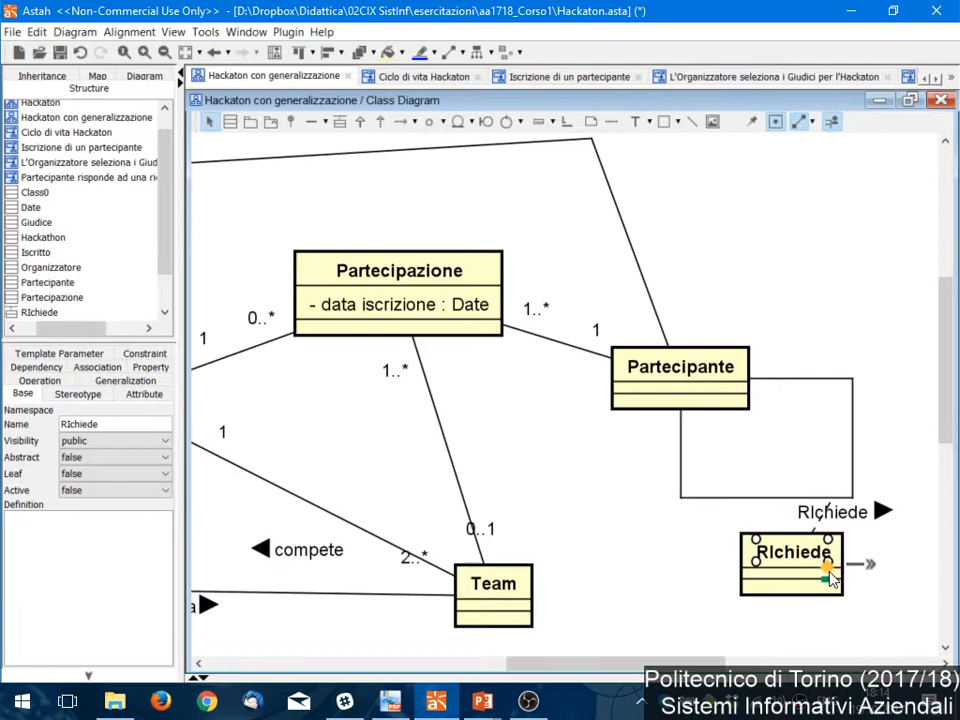 Astah <<Non-Commercial Use Only>> - [D:\Dropbox\Didattica\02CIX SistInf\esercitazioni\aa1718_Corso1\Hackaton.asta] (*)
File Edit Diagram Alignment View Tools Window Plugin Help
Inheritance Map Diagram
Structure
Hackaton con generalizzazione
Ciclo di vita Hackaton
Iscrizione di un partecipante
L'Organizzatore seleziona i Giudici per l'Hackaton
Hackaton con generalizzazione / Class Diagram
Hackaton
Hackaton con generalizzazione
Ciclo di vita Hackaton
Iscrizione di un partecipante
L'Organizzatore seleziona i Giud
Partecipante risponde ad una ri
Class0
Date
Giudice
Hackathon
Iscritto
Organizzatore
Partecipante
Partecipazione
RIchiede
Template Parameter Constraint
Dependency Association Property
Operation Generalization
Base Stereotype Attribute
Namespace
Name RIchiede
Visibility public
Abstract false
Leaf false
Active false
Definition
Partecipazione
- data iscrizione : Date
0..*
1
1..*
1
1..*
Partecipante
1
RIchiede
RIchiede
0..1
compete
2..*
Team
a
Politecnico di Torino (2017/18)
18:14
Sistemi Informativi Aziendali